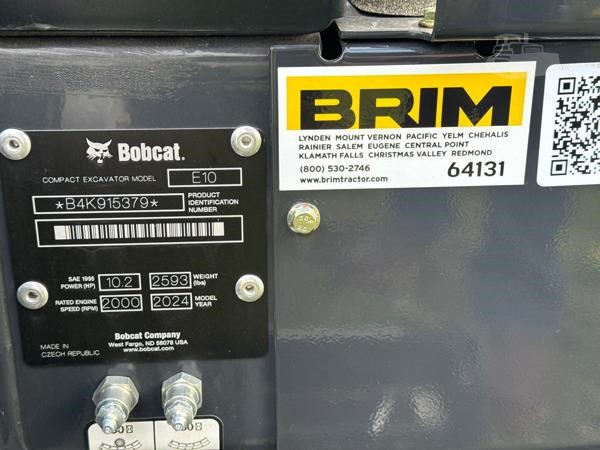 Bobcat.
COMPACT EXCAVATOR MODEL E10
*B4K915379* PRODUCT IDENTIFICATION NUMBER
SAE 1995 POWER (HP) 10.2 2593 WEIGHT (lbs)
RATED ENGINE SPEED (RPM) 2000 2024 MODEL YEAR
Bobcat Company
West Fargo, ND 58078 USA
www.bobcat.com
MADE IN
CZECH REPUBLIC
BRIM
LYNDEN MOUNT VERNON PACIFIC YELM CHEHALIS
RAINIER SALEM EUGENE CENTRAL POINT
KLAMATH FALLS CHRISTMAS VALLEY REDMOND
(800) 530-2746
www.brimtractor.com 64131